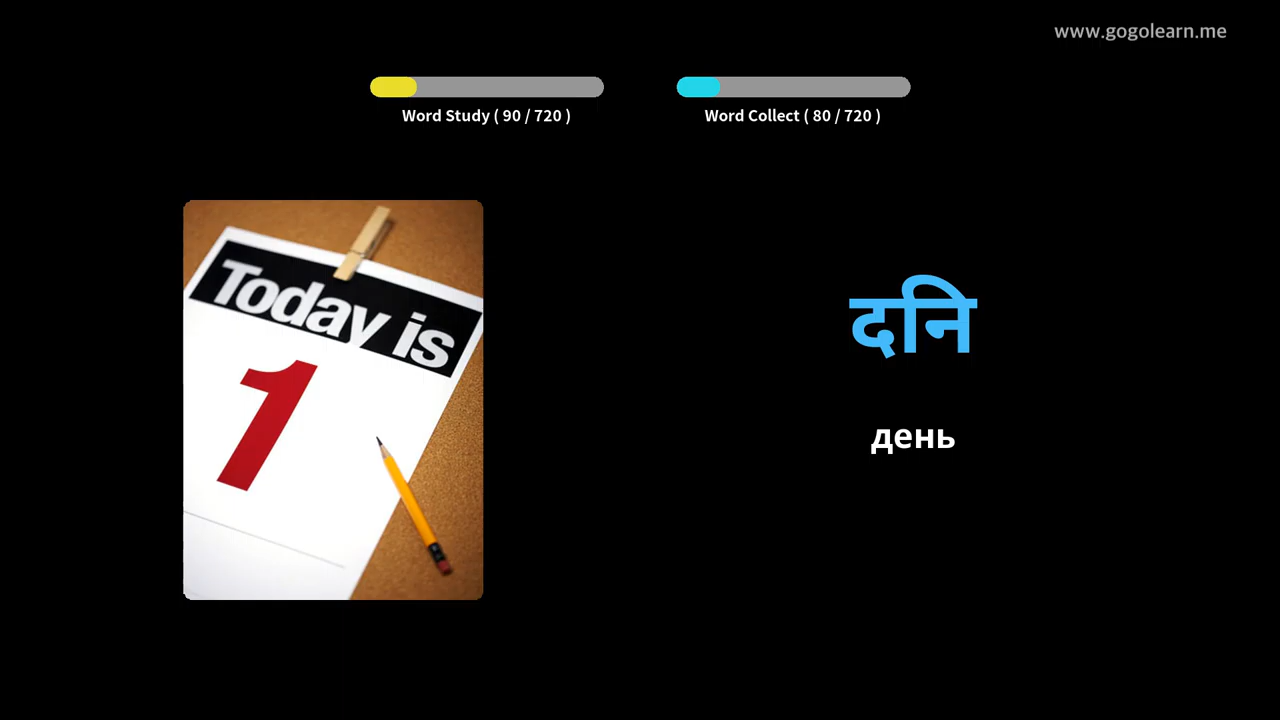 www.gogolearn.me
Word Study ( 90 / 720 )
Word Collect ( 80 / 720 )
Today is
1
दनि
день